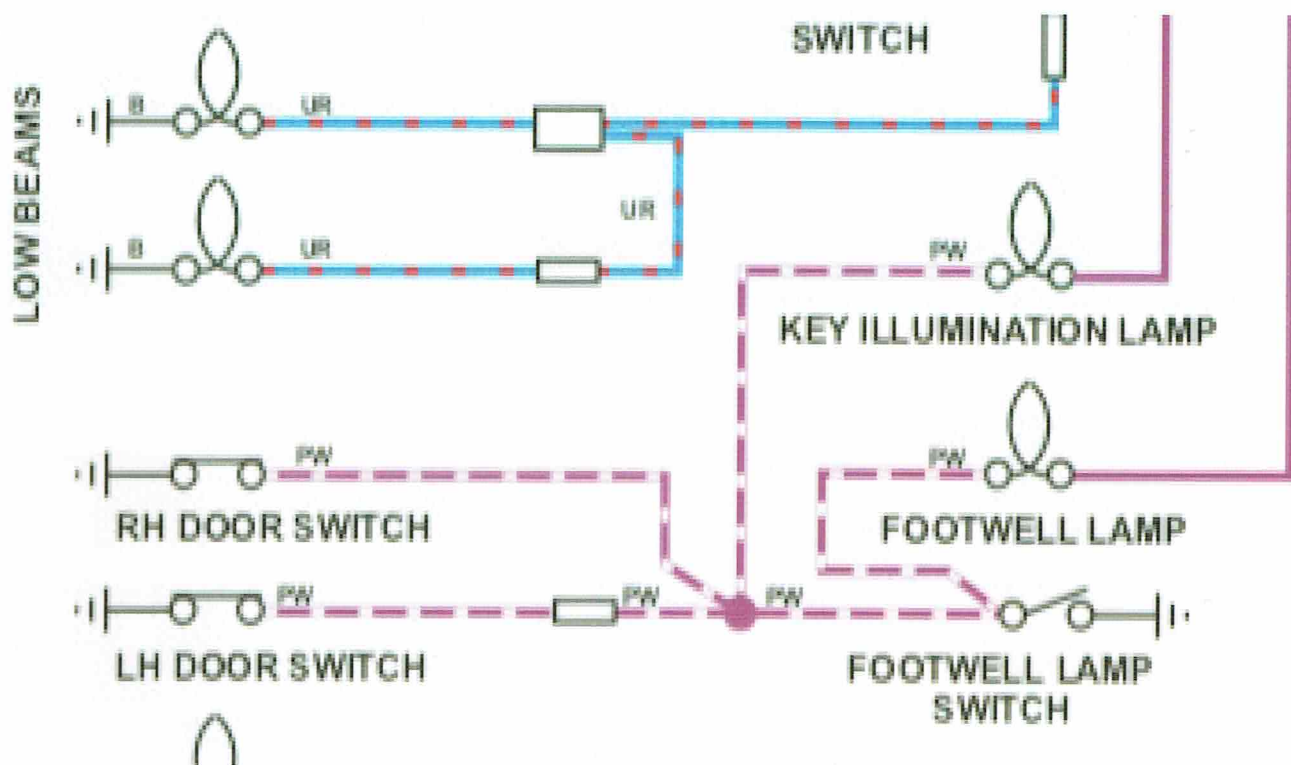 SWITCH
LOW BEAMS
B
UR
UR
B
UR
PW
KEY ILLUMINATION LAMP
PW
PW
RH DOOR SWITCH
FOOTWELL LAMP
PW
PW
PW
LH DOOR SWITCH
FOOTWELL LAMP
SWITCH